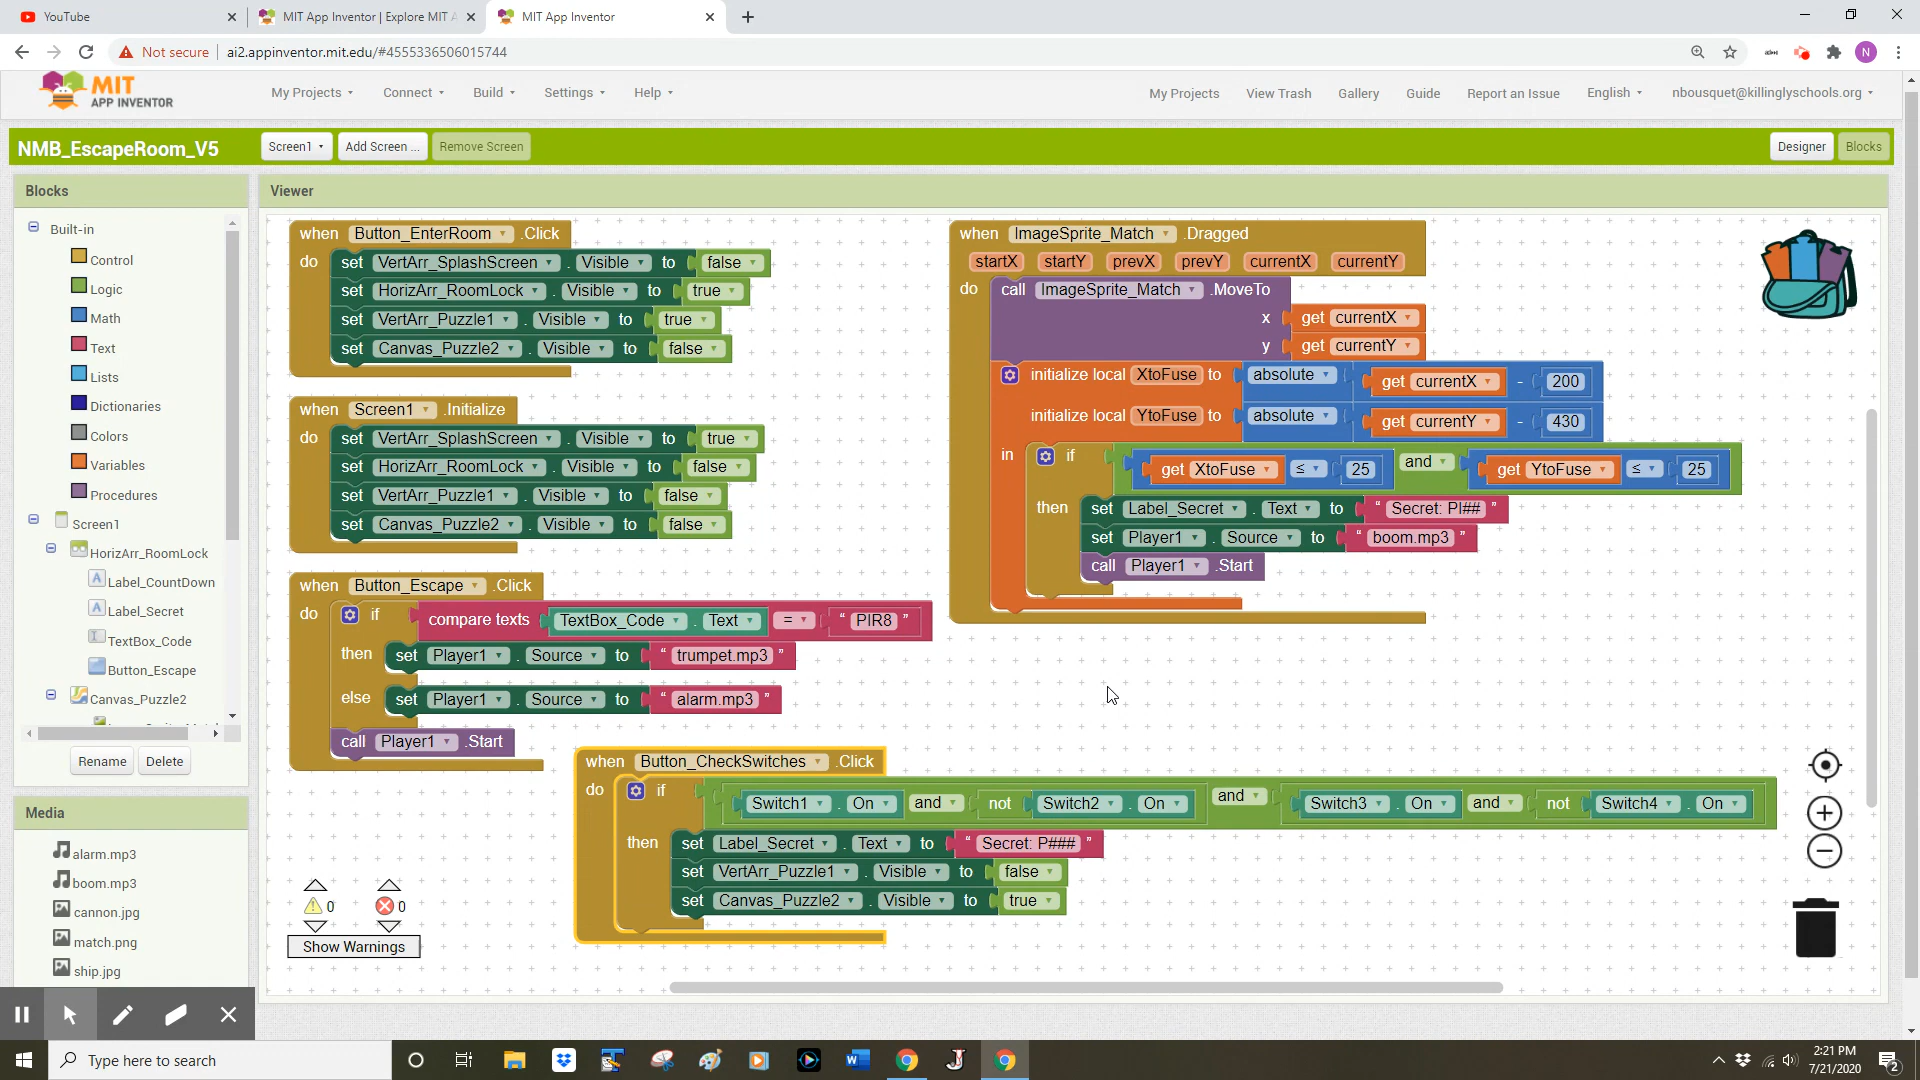 YouTube
MIT App Inventor | Explore MIT A
MIT App Inventor
Not secure | ai2.appinventor.mit.edu/#4555336506015744
N
MIT
APP INVENTOR
My Projects Connect Build Settings Help
My Projects View Trash Gallery Guide Report an Issue English nbousquet@killinglyschools.org
NMB_EscapeRoom_V5
Screen1 Add Screen ... Remove Screen
Designer Blocks
Blocks
Built-in
Control
Logic
Math
Text
Lists
Dictionaries
Colors
Variables
Procedures
Screen1
HorizArr_RoomLock
Label_CountDown
Label_Secret
TextBox_Code
Button_Escape
Canvas_Puzzle2
Rename Delete
Media
alarm.mp3
boom.mp3
cannon.jpg
match.png
ship.jpg
Viewer
when Button_EnterRoom .Click
do set VertArr_SplashScreen . Visible to false
set HorizArr_RoomLock . Visible to true
set VertArr_Puzzle1 . Visible to true
set Canvas_Puzzle2 . Visible to false
when Screen1 .Initialize
do set VertArr_SplashScreen . Visible to true
set HorizArr_RoomLock . Visible to false
set VertArr_Puzzle1 . Visible to false
set Canvas_Puzzle2 . Visible to false
when Button_Escape .Click
do if compare texts TextBox_Code . Text = “ PIR8 ”
then set Player1 . Source to “ trumpet.mp3 ”
else set Player1 . Source to “ alarm.mp3 ”
call Player1 .Start
when ImageSprite_Match .Dragged
startX startY prevX prevY currentX currentY
do call ImageSprite_Match .MoveTo
x get currentX
y get currentY
initialize local XtoFuse to absolute get currentX - 200
initialize local YtoFuse to absolute get currentY - 430
in if get XtoFuse ≤ 25 and get YtoFuse ≤ 25
then set Label_Secret . Text to “ Secret: PI## ”
set Player1 . Source to “ boom.mp3 ”
call Player1 .Start
when Button_CheckSwitches .Click
do if Switch1 . On and not Switch2 . On and Switch3 . On and not Switch4 . On
then set Label_Secret . Text to “ Secret: P### ”
set VertArr_Puzzle1 . Visible to false
set Canvas_Puzzle2 . Visible to true
0 0
Show Warnings
Type here to search
2:21 PM
7/21/2020
2